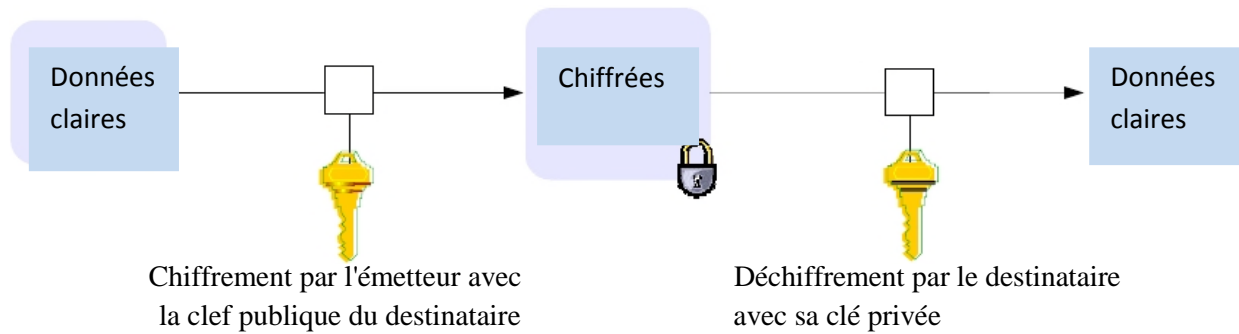 Données
claires
Chiffrées
Données
claires
Chiffrement par l'émetteur avec
la clef publique du destinataire
Déchiffrement par le destinataire
avec sa clé privée